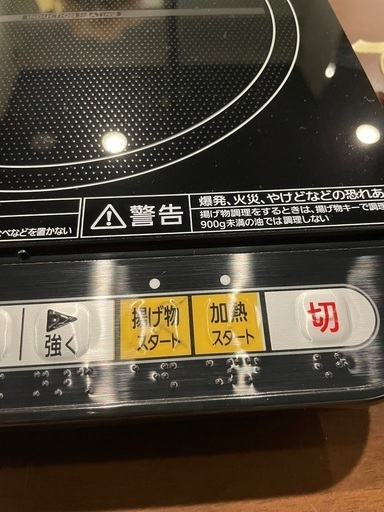 INDUCTION HEATING
べなどを置かない
警告
爆発、火災、やけどなどの恐れあ
揚げ物調理をするときは、揚げ物キーで調理
900g未満の油では調理しない
強く
揚げ物
スタート
加熱
スタート
切